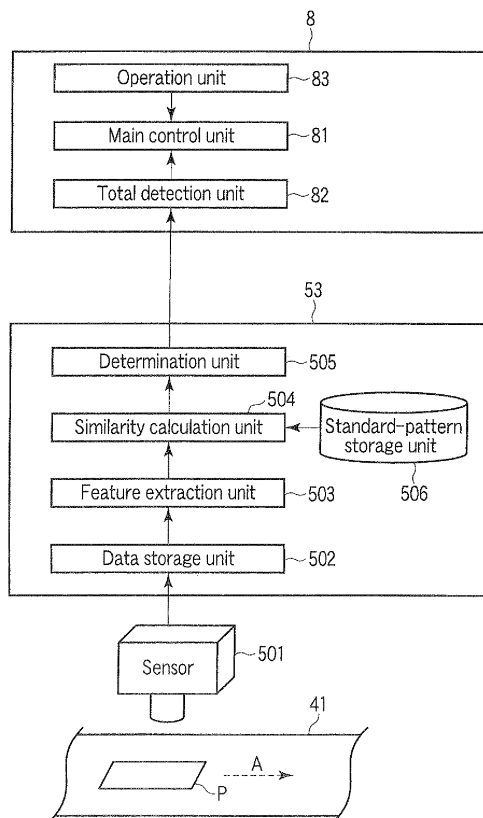 8
Operation unit
83
Main control unit
81
Total detection unit
82
53
Determination unit
505
504
Similarity calculation unit
Standard-pattern
storage unit
506
Feature extraction unit
503
Data storage unit
502
Sensor
501
41
A
P